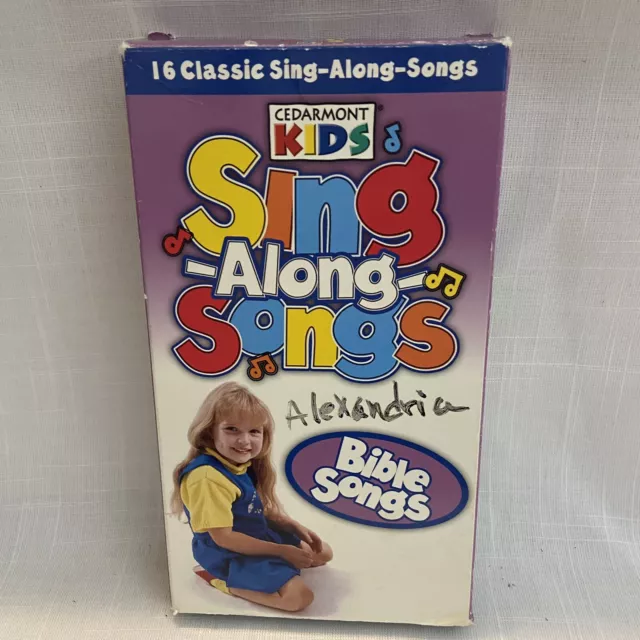 16 Classic Sing-Along-Songs
CEDARMONT
KIDS®
Sing
-Along-
Songs
Alexandria
Bible
Songs